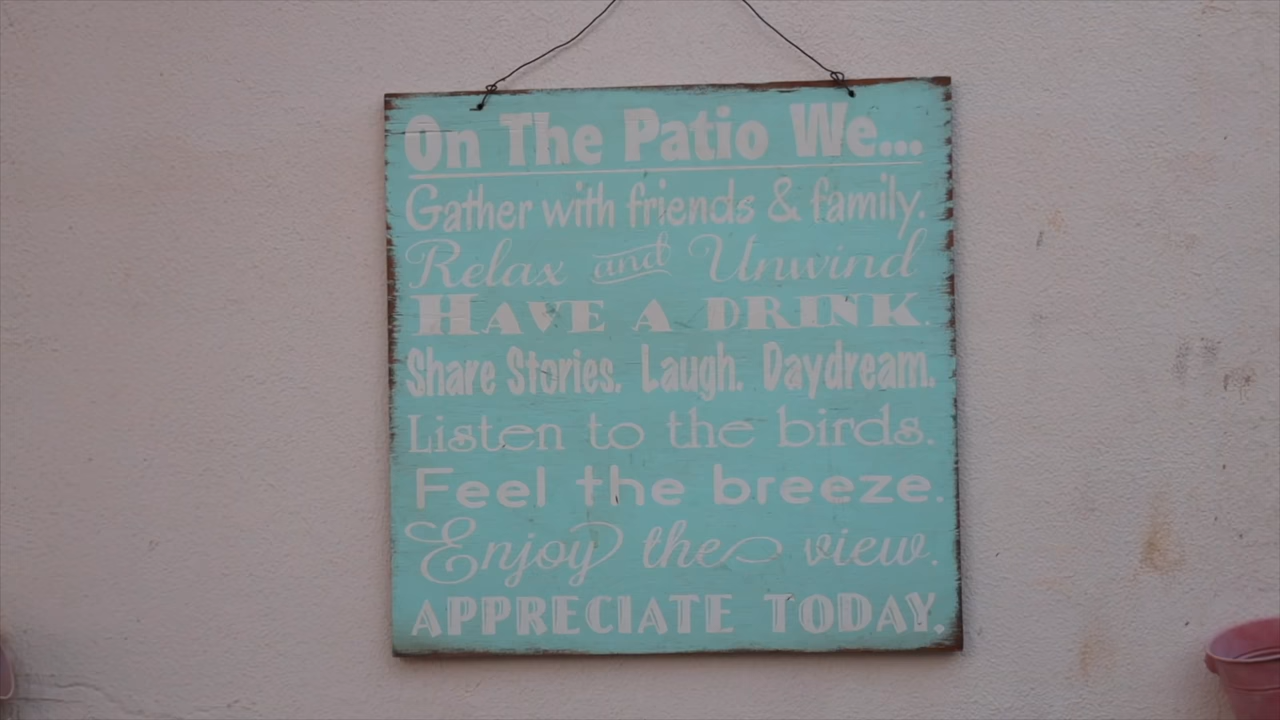 On The Patio We...
Gather with friends & family.
Relax and Unwind
HAVE A DRINK.
Share Stories. Laugh. Daydream.
Listen to the birds.
Feel the breeze.
Enjoy the view.
APPRECIATE TODAY.